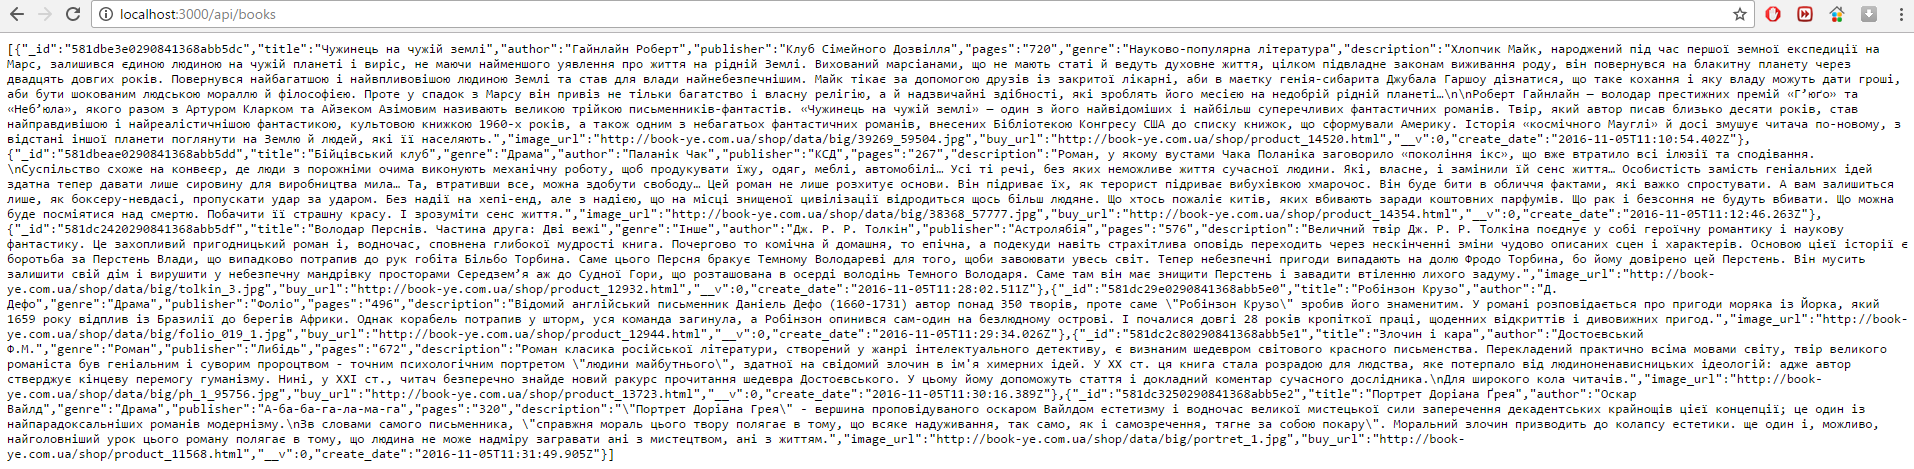 localhost:3000/api/books
[{"_id":"581dbe3e0290841368abb5dc","title":"Чужинець на чужій землі","author":"Гайнлайн Роберт","publisher":"Клуб Сімейного Дозвілля","pages":"720","genre":"Науково-популярна література","description":"Хлопчик Майк, народжений під час першої земної експедиції на
Марс, залишився єдиною людиною на чужій планеті і виріс, не маючи найменшого уявлення про життя на рідній Землі. Вихований марсіанами, що не мають статі й ведуть духовне життя, цілком підвладне законам виживання роду, він повернувся на блакитну планету через
двадцять довгих років. Повернувся найбагатшою і найвпливовішою людиною Землі та став для влади найнебезпечнішим. Майк тікає за допомогою друзів із закритої лікарні, аби в маєтку генія-сибарита Джубала Гаршоу дізнатися, що таке кохання і яку владу можуть дати гроші,
аби бути шокованим людською мораллю й філософією. Проте у спадок з Марсу він привіз не тільки багатство і власну релігію, а й надзвичайні здібності, які зроблять його месією на недобрій рідній планеті…\n\nРоберт Гайнлайн — володар престижних премій «Г’юґо» та
«Неб’юла», якого разом з Артуром Кларком та Айзеком Азімовим називають великою трійкою письменників-фантастів. «Чужинець на чужій землі» — один з його найвідоміших і найбільш суперечливих фантастичних романів. Твір, який автор писав близько десяти років, став
найправдивішою і найреалістичнішою фантастикою, культовою книжкою 1960-х років, а також одним з небагатьох фантастичних романів, внесених Бібліотекою Конгресу США до списку книжок, що сформували Америку. Історія «космічного Мауглі» й досі змушує читача по-новому, з
відстані іншої планети поглянути на Землю й людей, які її населяють.","image_url":"http://book-ye.com.ua/shop/data/big/39269_59504.jpg","buy_url":"http://book-ye.com.ua/shop/product_14520.html","__v":0,"create_date":"2016-11-05T11:10:54.402Z"},
{"_id":"581dbeae0290841368abb5dd","title":"Бійцівський клуб","genre":"Драма","author":"Паланік Чак","publisher":"КСД","pages":"267","description":"Роман, у якому вустами Чака Поланіка заговорило «покоління ікс», що вже втратило всі ілюзії та сподівання.
\nСуспільство схоже на конвеєр, де люди з порожніми очима виконують механічну роботу, щоб продукувати їжу, одяг, меблі, автомобілі… Усі ті речі, без яких неможливе життя сучасної людини. Які, власне, і замінили їй сенс життя… Особистість замість геніальних ідей
здатна тепер давати лише сировину для виробництва мила… Та, втративши все, можна здобути свободу… Цей роман не лише розхитує основи. Він підриває їх, як терорист підриває вибухівкою хмарочос. Він буде бити в обличчя фактами, які важко спростувати. А вам залишиться
лише, як боксеру-невдасі, пропускати удар за ударом. Без надії на хепі-енд, але з надією, що на місці знищеної цивілізації відродиться щось більш людяне. Що хтось пожаліє китів, яких вбивають заради коштовних парфумів. Що рак і безсоння не будуть вбивати. Що можна
буде посміятися над смертю. Побачити її страшну красу. І зрозуміти сенс життя.","image_url":"http://book-ye.com.ua/shop/data/big/38368_57777.jpg","buy_url":"http://book-ye.com.ua/shop/product_14354.html","__v":0,"create_date":"2016-11-05T11:12:46.263Z"},
{"_id":"581dc2420290841368abb5df","title":"Володар Перснів. Частина друга: Дві вежі","genre":"Інше","author":"Дж. Р. Р. Толкін","publisher":"Астролябія","pages":"576","description":"Величний твір Дж. Р. Р. Толкіна поєднує у собі героїчну романтику і наукову
фантастику. Це захопливий пригодницький роман і, водночас, сповнена глибокої мудрості книга. Почергово то комічна й домашня, то епічна, а подекуди навіть страхітлива оповідь переходить через нескінченні зміни чудово описаних сцен і характерів. Основою цієї історії є
боротьба за Перстень Влади, що випадково потрапив до рук гобіта Більбо Торбина. Саме цього Персня бракує Темному Володареві для того, щоби завоювати увесь світ. Тепер небезпечні пригоди випадають на долю Фродо Торбина, бо йому довірено цей Перстень. Він мусить
залишити свій дім і вирушити у небезпечну мандрівку просторами Середзем’я аж до Судної Гори, що розташована в осерді володінь Темного Володаря. Саме там він має знищити Перстень і завадити втіленню лихого задуму.","image_url":"http://book-
ye.com.ua/shop/data/big/tolkin_3.jpg","buy_url":"http://book-ye.com.ua/shop/product_12932.html","__v":0,"create_date":"2016-11-05T11:28:02.511Z"},{"_id":"581dc29e0290841368abb5e0","title":"Робінзон Крузо","author":"Д.
Дефо","genre":"Драма","publisher":"Фоліо","pages":"496","description":"Відомий англійський письменник Даніель Дефо (1660-1731) автор понад 350 творів, проте саме \"Робінзон Крузо\" зробив його знаменитим. У романі розповідається про пригоди моряка із Йорка, який
1659 року відплив із Бразилії до берегів Африки. Однак корабель потрапив у шторм, уся команда загинула, а Робінзон опинився сам-один на безлюдному острові. І почалися довгі 28 років кропіткої праці, щоденних відкриттів і дивовижних пригод.","image_url":"http://book-
ye.com.ua/shop/data/big/folio_019_1.jpg","buy_url":"http://book-ye.com.ua/shop/product_12944.html","__v":0,"create_date":"2016-11-05T11:29:34.026Z"},{"_id":"581dc2c80290841368abb5e1","title":"Злочин і кара","author":"Достоєвський
Ф.М.","genre":"Роман","publisher":"Либідь","pages":"672","description":"Роман класика російської літератури, створений у жанрі інтелектуального детективу, є визнаним шедевром світового красного письменства. Перекладений практично всіма мовами світу, твір великого
романіста був геніальним і суворим пророцтвом - точним психологічним портретом \"людини майбутнього\", здатної на свідомий злочин в ім'я химерних ідей. У ХХ ст. ця книга стала розрадою для людства, яке потерпало від людиноненависницьких ідеологій: адже автор
стверджує кінцеву перемогу гуманізму. Нині, у ХХІ ст., читач безперечно знайде новий ракурс прочитання шедевра Достоєвського. У цьому йому допоможуть стаття і докладний коментар сучасного дослідника.\nДля широкого кола читачів.","image_url":"http://book-
ye.com.ua/shop/data/big/ph_1_95756.jpg","buy_url":"http://book-ye.com.ua/shop/product_13723.html","__v":0,"create_date":"2016-11-05T11:30:16.389Z"},{"_id":"581dc3250290841368abb5e2","title":"Портрет Доріана Ґрея","author":"Оскар
Вайлд","genre":"Драма","publisher":"А-ба-ба-га-ла-ма-га","pages":"320","description":"\"Портрет Доріана Грея\" - вершина проповідуваного оскаром Вайлдом естетизму і водночас великої мистецької сили заперечення декадентських крайнощів цієї концепції; це один із
найпарадоксальніших романів модернізму.\nЗв словами самого письменника, \"справжня мораль цього твору полягає в тому, що всяке надуживання, так само, як і самозречення, тягне за собою покару\". Моральний злочин призводить до колапсу естетики. ще один і, можливо,
найголовніший урок цього роману полягає в тому, що людина не може надміру загравати ані з мистецтвом, ані з життям.","image_url":"http://book-ye.com.ua/shop/data/big/portret_1.jpg","buy_url":"http://book-
ye.com.ua/shop/product_11568.html","__v":0,"create_date":"2016-11-05T11:31:49.905Z"}]